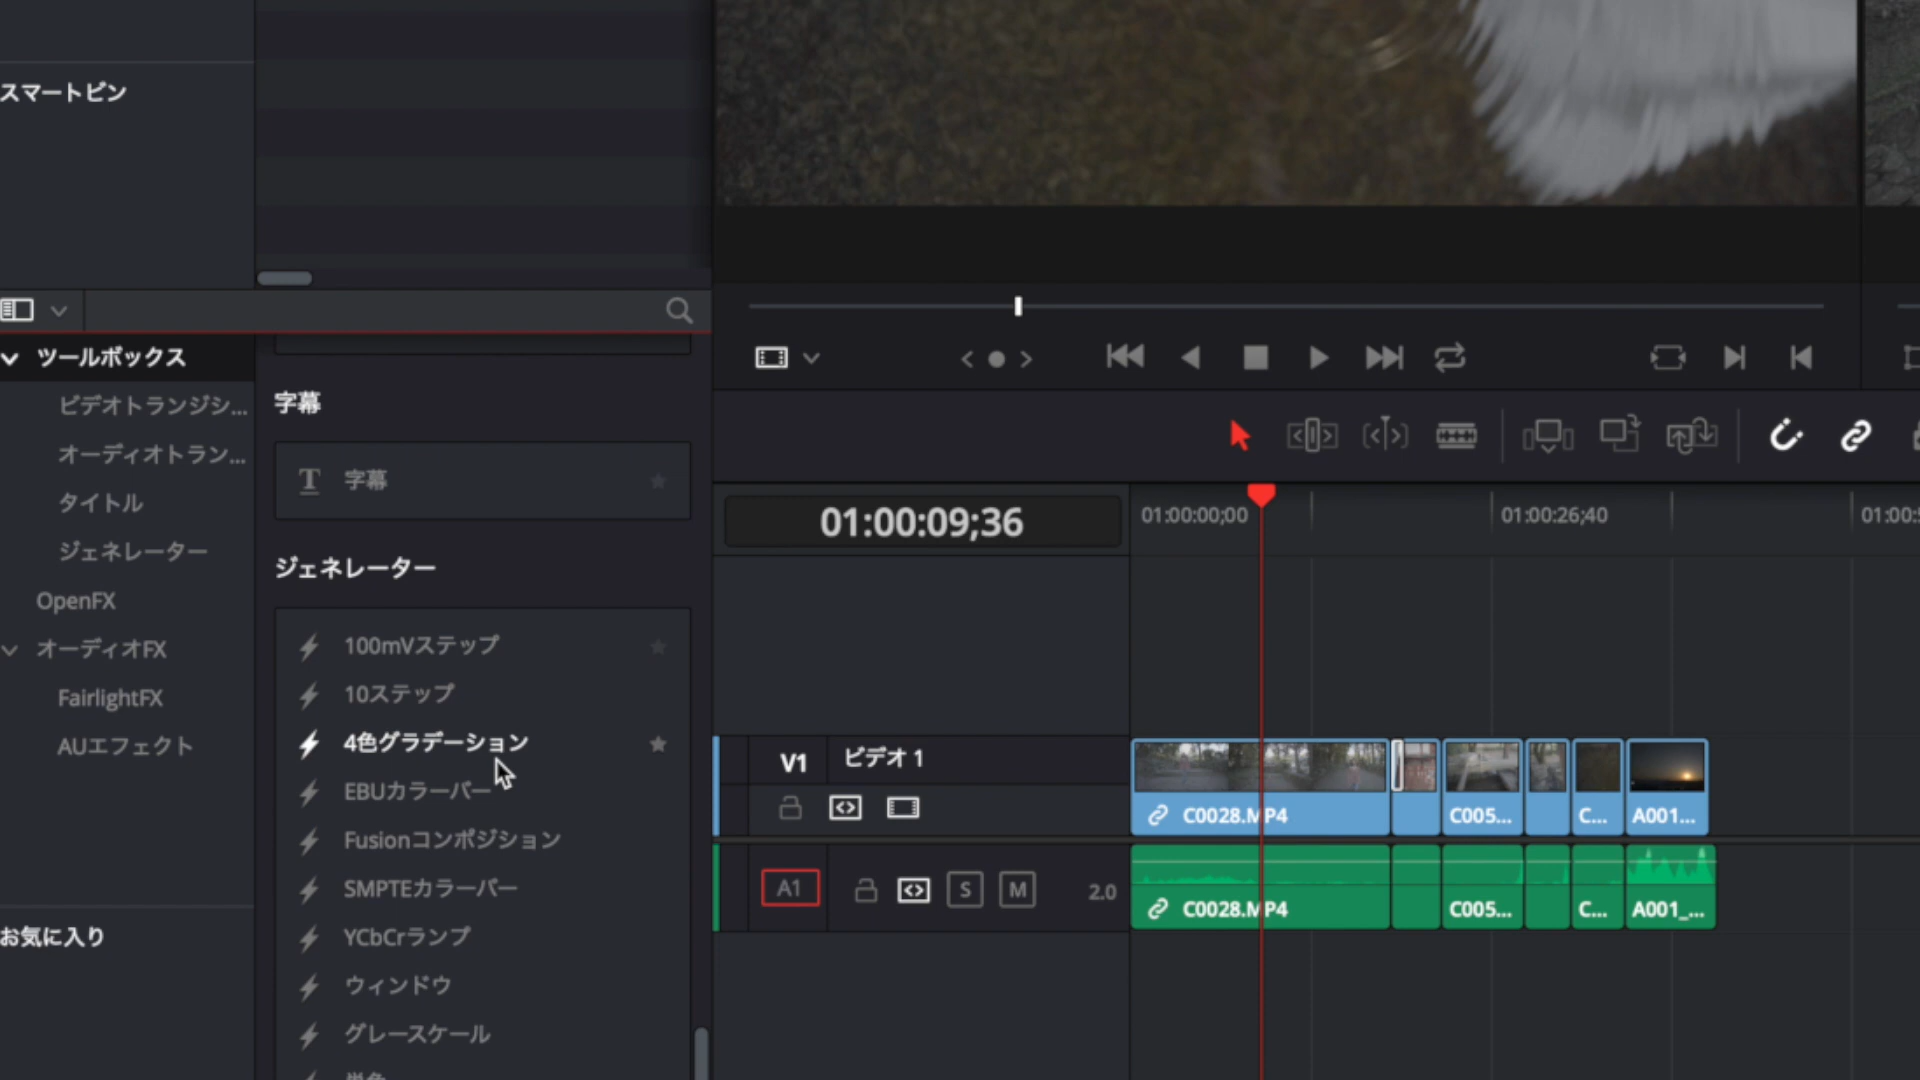 スマートビン
ツールボックス
ビデオトランジシ...
オーディオトラン...
タイトル
ジェネレーター
OpenFX
オーディオFX
FairlightFX
AUエフェクト
お気に入り
字幕
T 字幕
ジェネレーター
100mVステップ
10ステップ
4色グラデーション
EBUカラーバー
Fusionコンポジション
SMPTEカラーバー
YCbCrランプ
ウィンドウ
グレースケール
01:00:09;36
01:00:00;00
01:00:26;40
V1 ビデオ 1
C0028.MP4
C005...
C...
A001...
A1
S
M
2.0
C0028.MP4
C005...
C...
A001_...